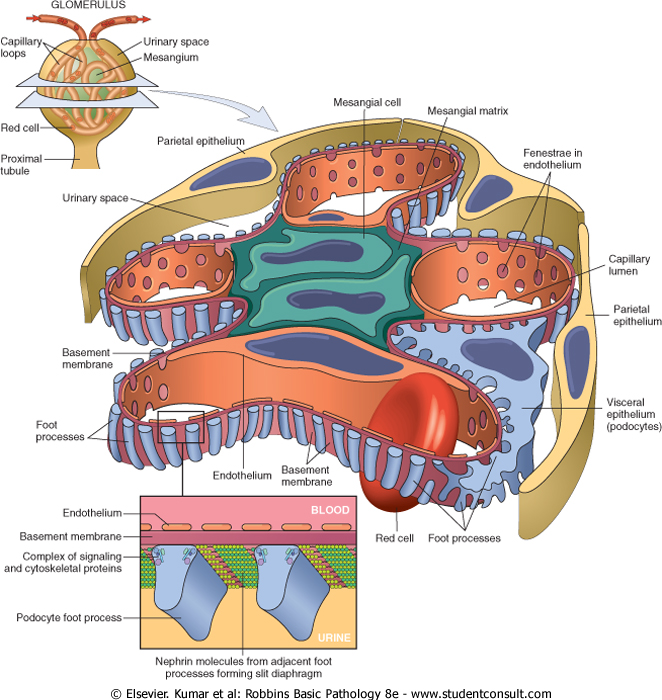 GLOMERULUS
Capillary
loops
Urinary space
Mesangium
Red cell
Proximal
tubule
Mesangial cell
Mesangial matrix
Parietal epithelium
Fenestrae in
endothelium
Urinary space
Capillary
lumen
Parietal
epithelium
Basement
membrane
Visceral
epithelium
(podocytes)
Foot
processes
Endothelium
Basement
membrane
Red cell
Foot processes
BLOOD
Endothelium
Basement membrane
Complex of signaling
and cytoskeletal proteins
Podocyte foot process
URINE
Nephrin molecules from adjacent foot
processes forming slit diaphragm
© Elsevier. Kumar et al: Robbins Basic Pathology 8e - www.studentconsult.com